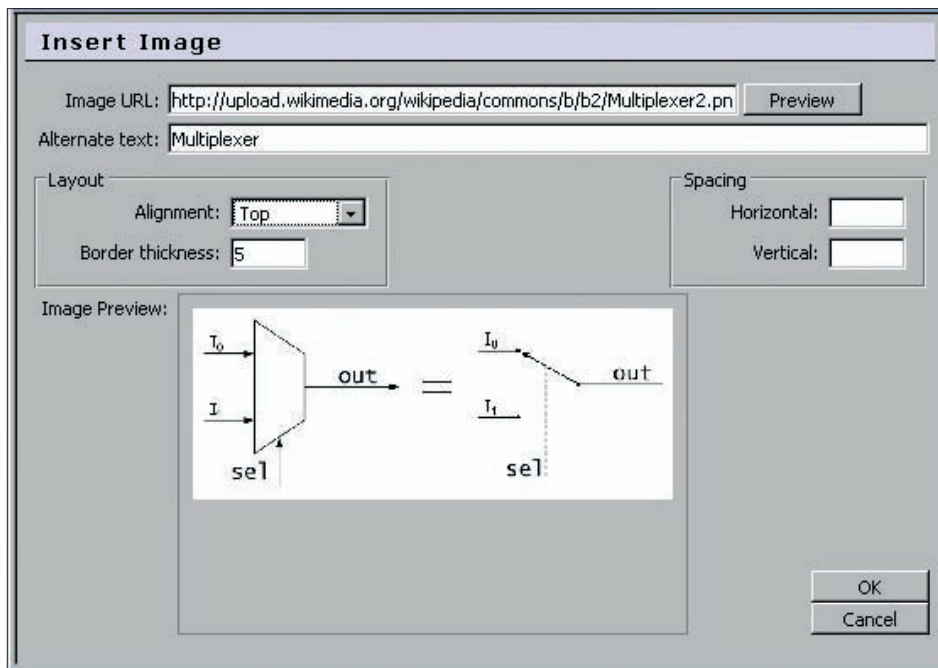 Insert Image
Image URL: http://upload.wikimedia.org/wikipedia/commons/b/b2/Multiplexer2.pn Preview
Alternate text: Multiplexer
Layout
Alignment: Top
Border thickness: 5
Spacing
Horizontal:
Vertical:
Image Preview:
I₀
I
out
sel
=
I₀
I₁
out
sel
OK
Cancel